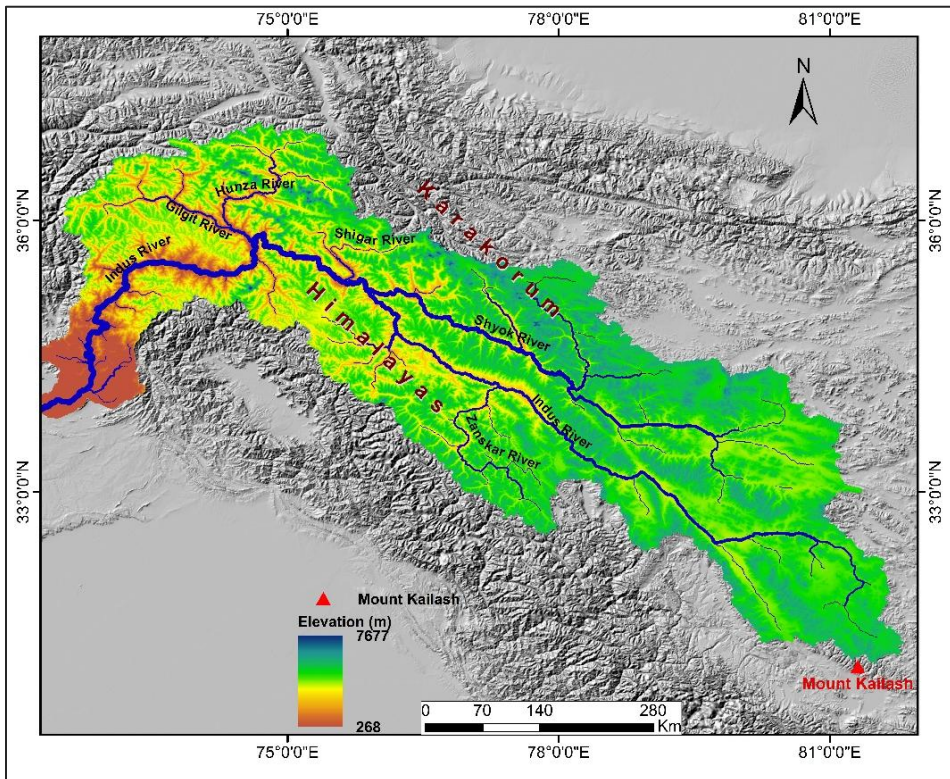 75°0'0"E
78°0'0"E
81°0'0"E
N
36°0'0"N
36°0'0"N
Karakorum
Hunza River
Gilgit River
Shigar River
Indus River
Himalayas
Shyok River
Indus River
Zanskar River
33°0'0"N
33°0'0"N
Mount Kailash
Elevation (m)
7677
268
Mount Kailash
0 70 140 280
Km
75°0'0"E
78°0'0"E
81°0'0"E